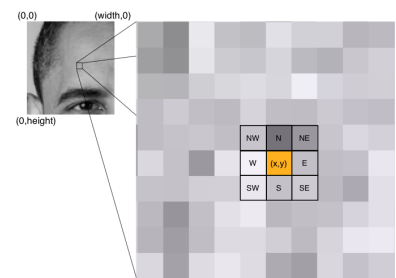 (0,0) (width,0)
(0,height)
NW N NE
W (x,y) E
SW S SE